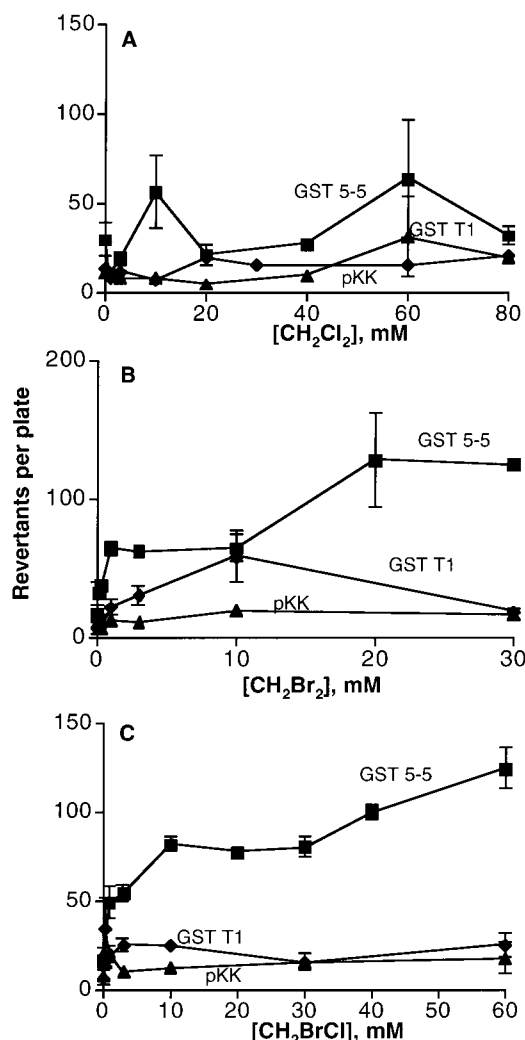 A
150
100
50
0
GST 5-5
GST T1
pKK
0 20 40 60 80
[CH₂Cl₂], mM
Revertants per plate
B
200
100
0
GST 5-5
GST T1
pKK
0 10 20 30
[CH₂Br₂], mM
C
150
100
50
0
GST 5-5
GST T1
pKK
0 10 20 30 40 50 60
[CH₂BrCl], mM